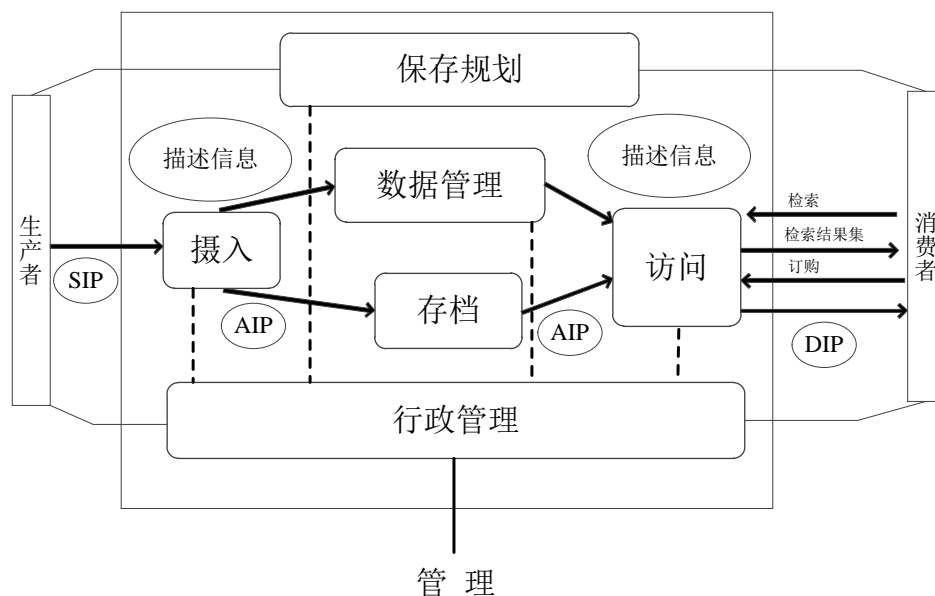 保存规划
描述信息
描述信息
数据管理
生产者
消费者
检索
摄入
访问
检索结果集
SIP
订购
AIP
存档
AIP
DIP
行政管理
管 理